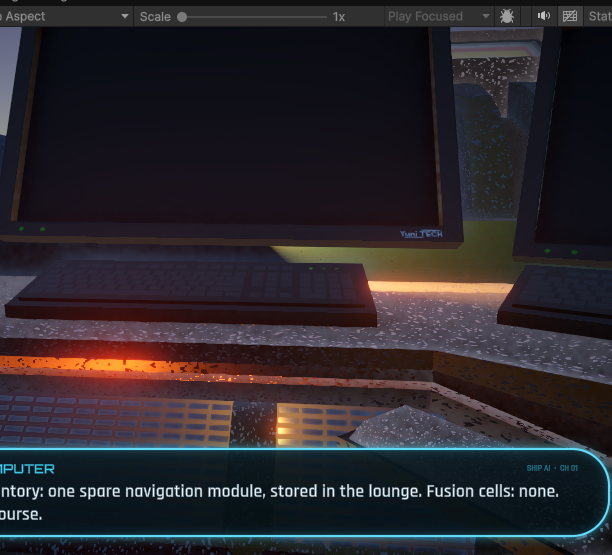 Aspect
Scale
1x
Play Focused
Stat
Tuni_TECH
MPUTER
SHIP AI · CH 01
ntory: one spare navigation module, stored in the lounge. Fusion cells: none.
ourse.